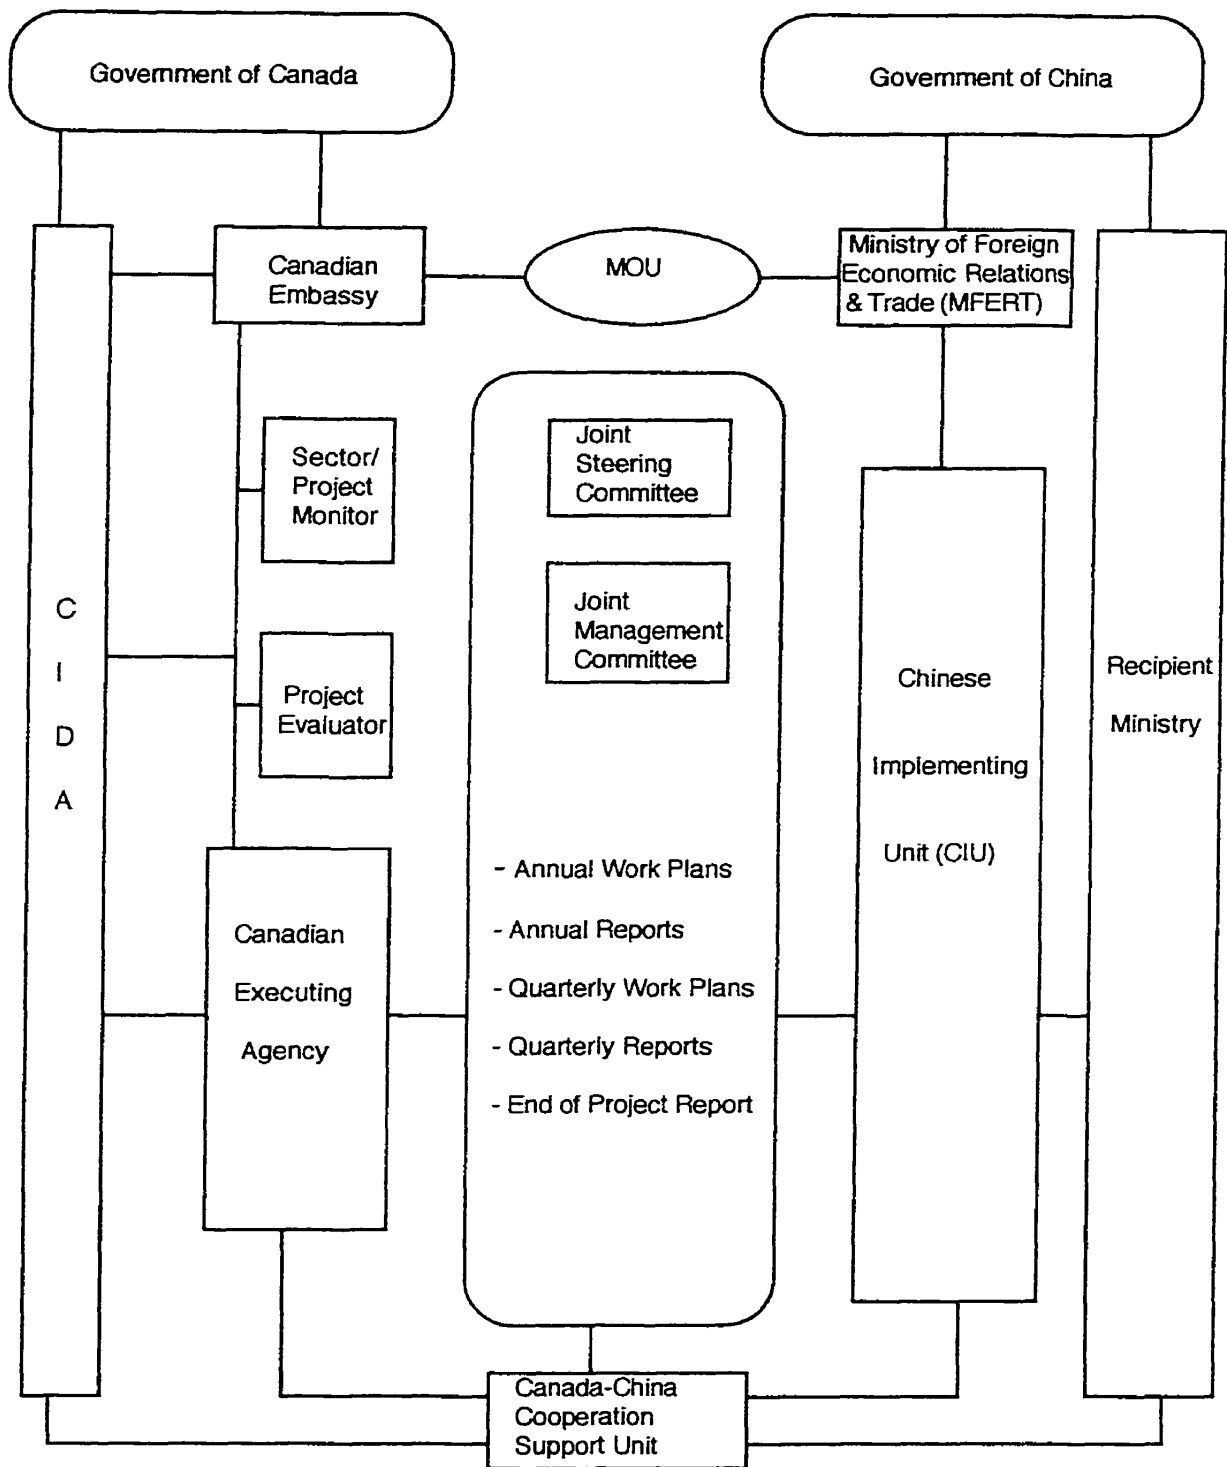 Government of Canada
Government of China
Canadian
Embassy
MOU
Ministry of Foreign
Economic Relations
& Trade (MFERT)
Sector/
Project
Monitor
Joint
Steering
Committee
C
I
D
A
Joint
Management
Committee
Project
Evaluator
Chinese
Implementing
Unit (CIU)
Recipient
Ministry
Canadian
Executing
Agency
- Annual Work Plans
- Annual Reports
- Quarterly Work Plans
- Quarterly Reports
- End of Project Report
Canada-China
Cooperation
Support Unit